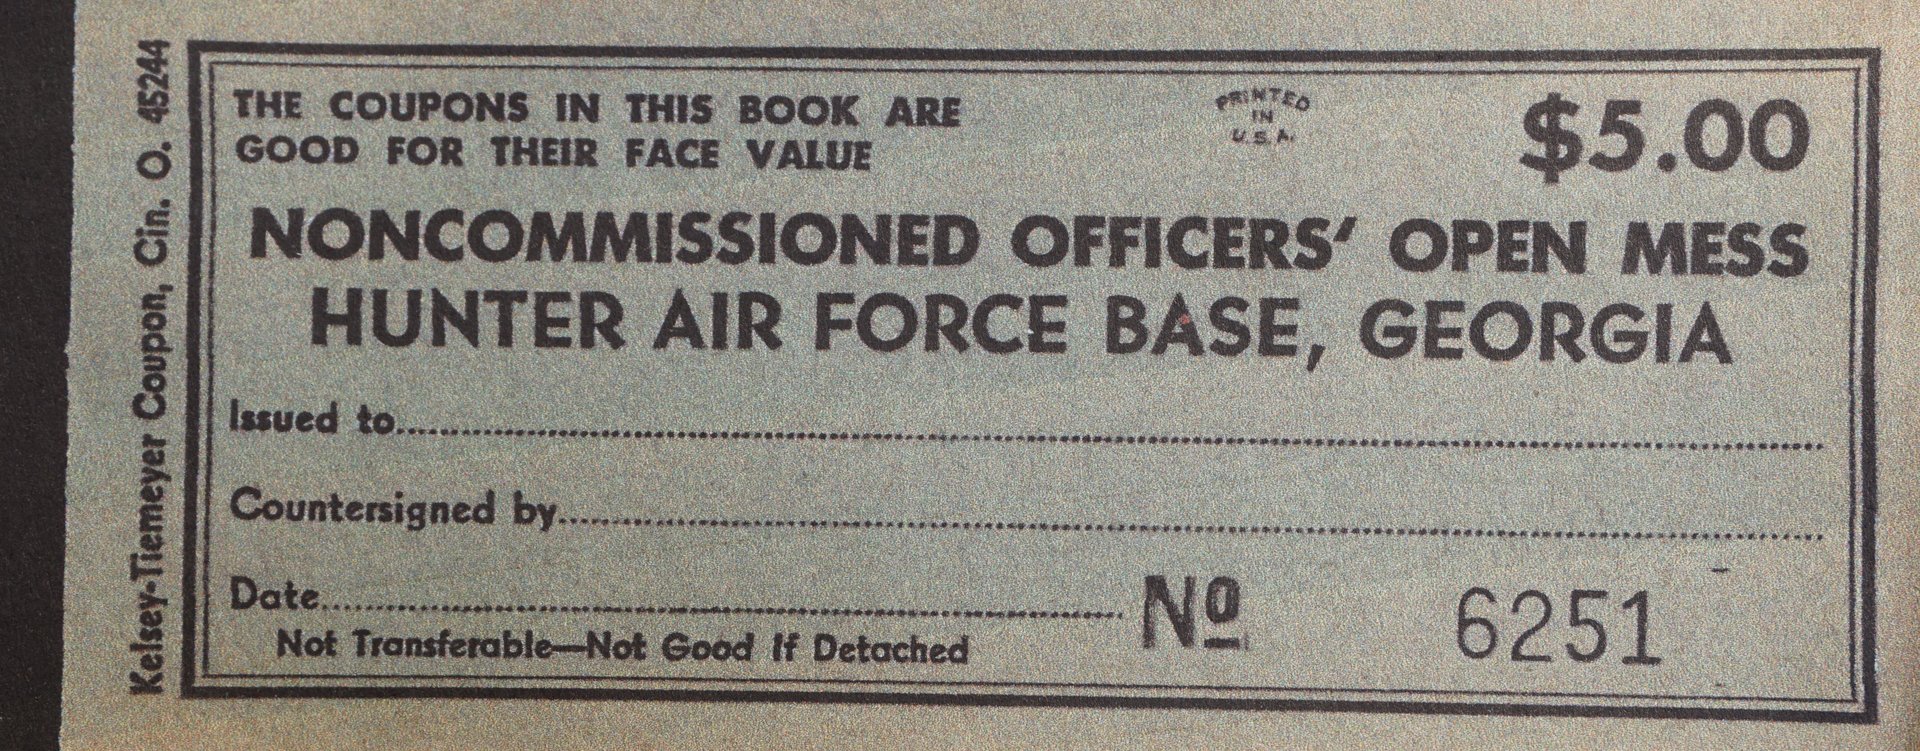 THE COUPONS IN THIS BOOK ARE
GOOD FOR THEIR FACE VALUE
PRINTED
IN
U.S.A.
$5.00
NONCOMMISSIONED OFFICERS' OPEN MESS
HUNTER AIR FORCE BASE, GEORGIA
Issued to
Countersigned by
Date
Not Transferable—Not Good If Detached
Nº 6251
Kelsey-Tiemeyer Coupon, Cin. O. 45244